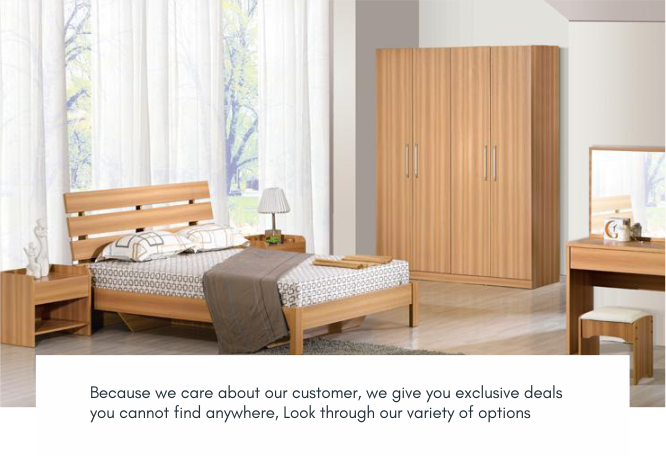 Because we care about our customer, we give you exclusive deals
you cannot find anywhere, Look through our variety of options